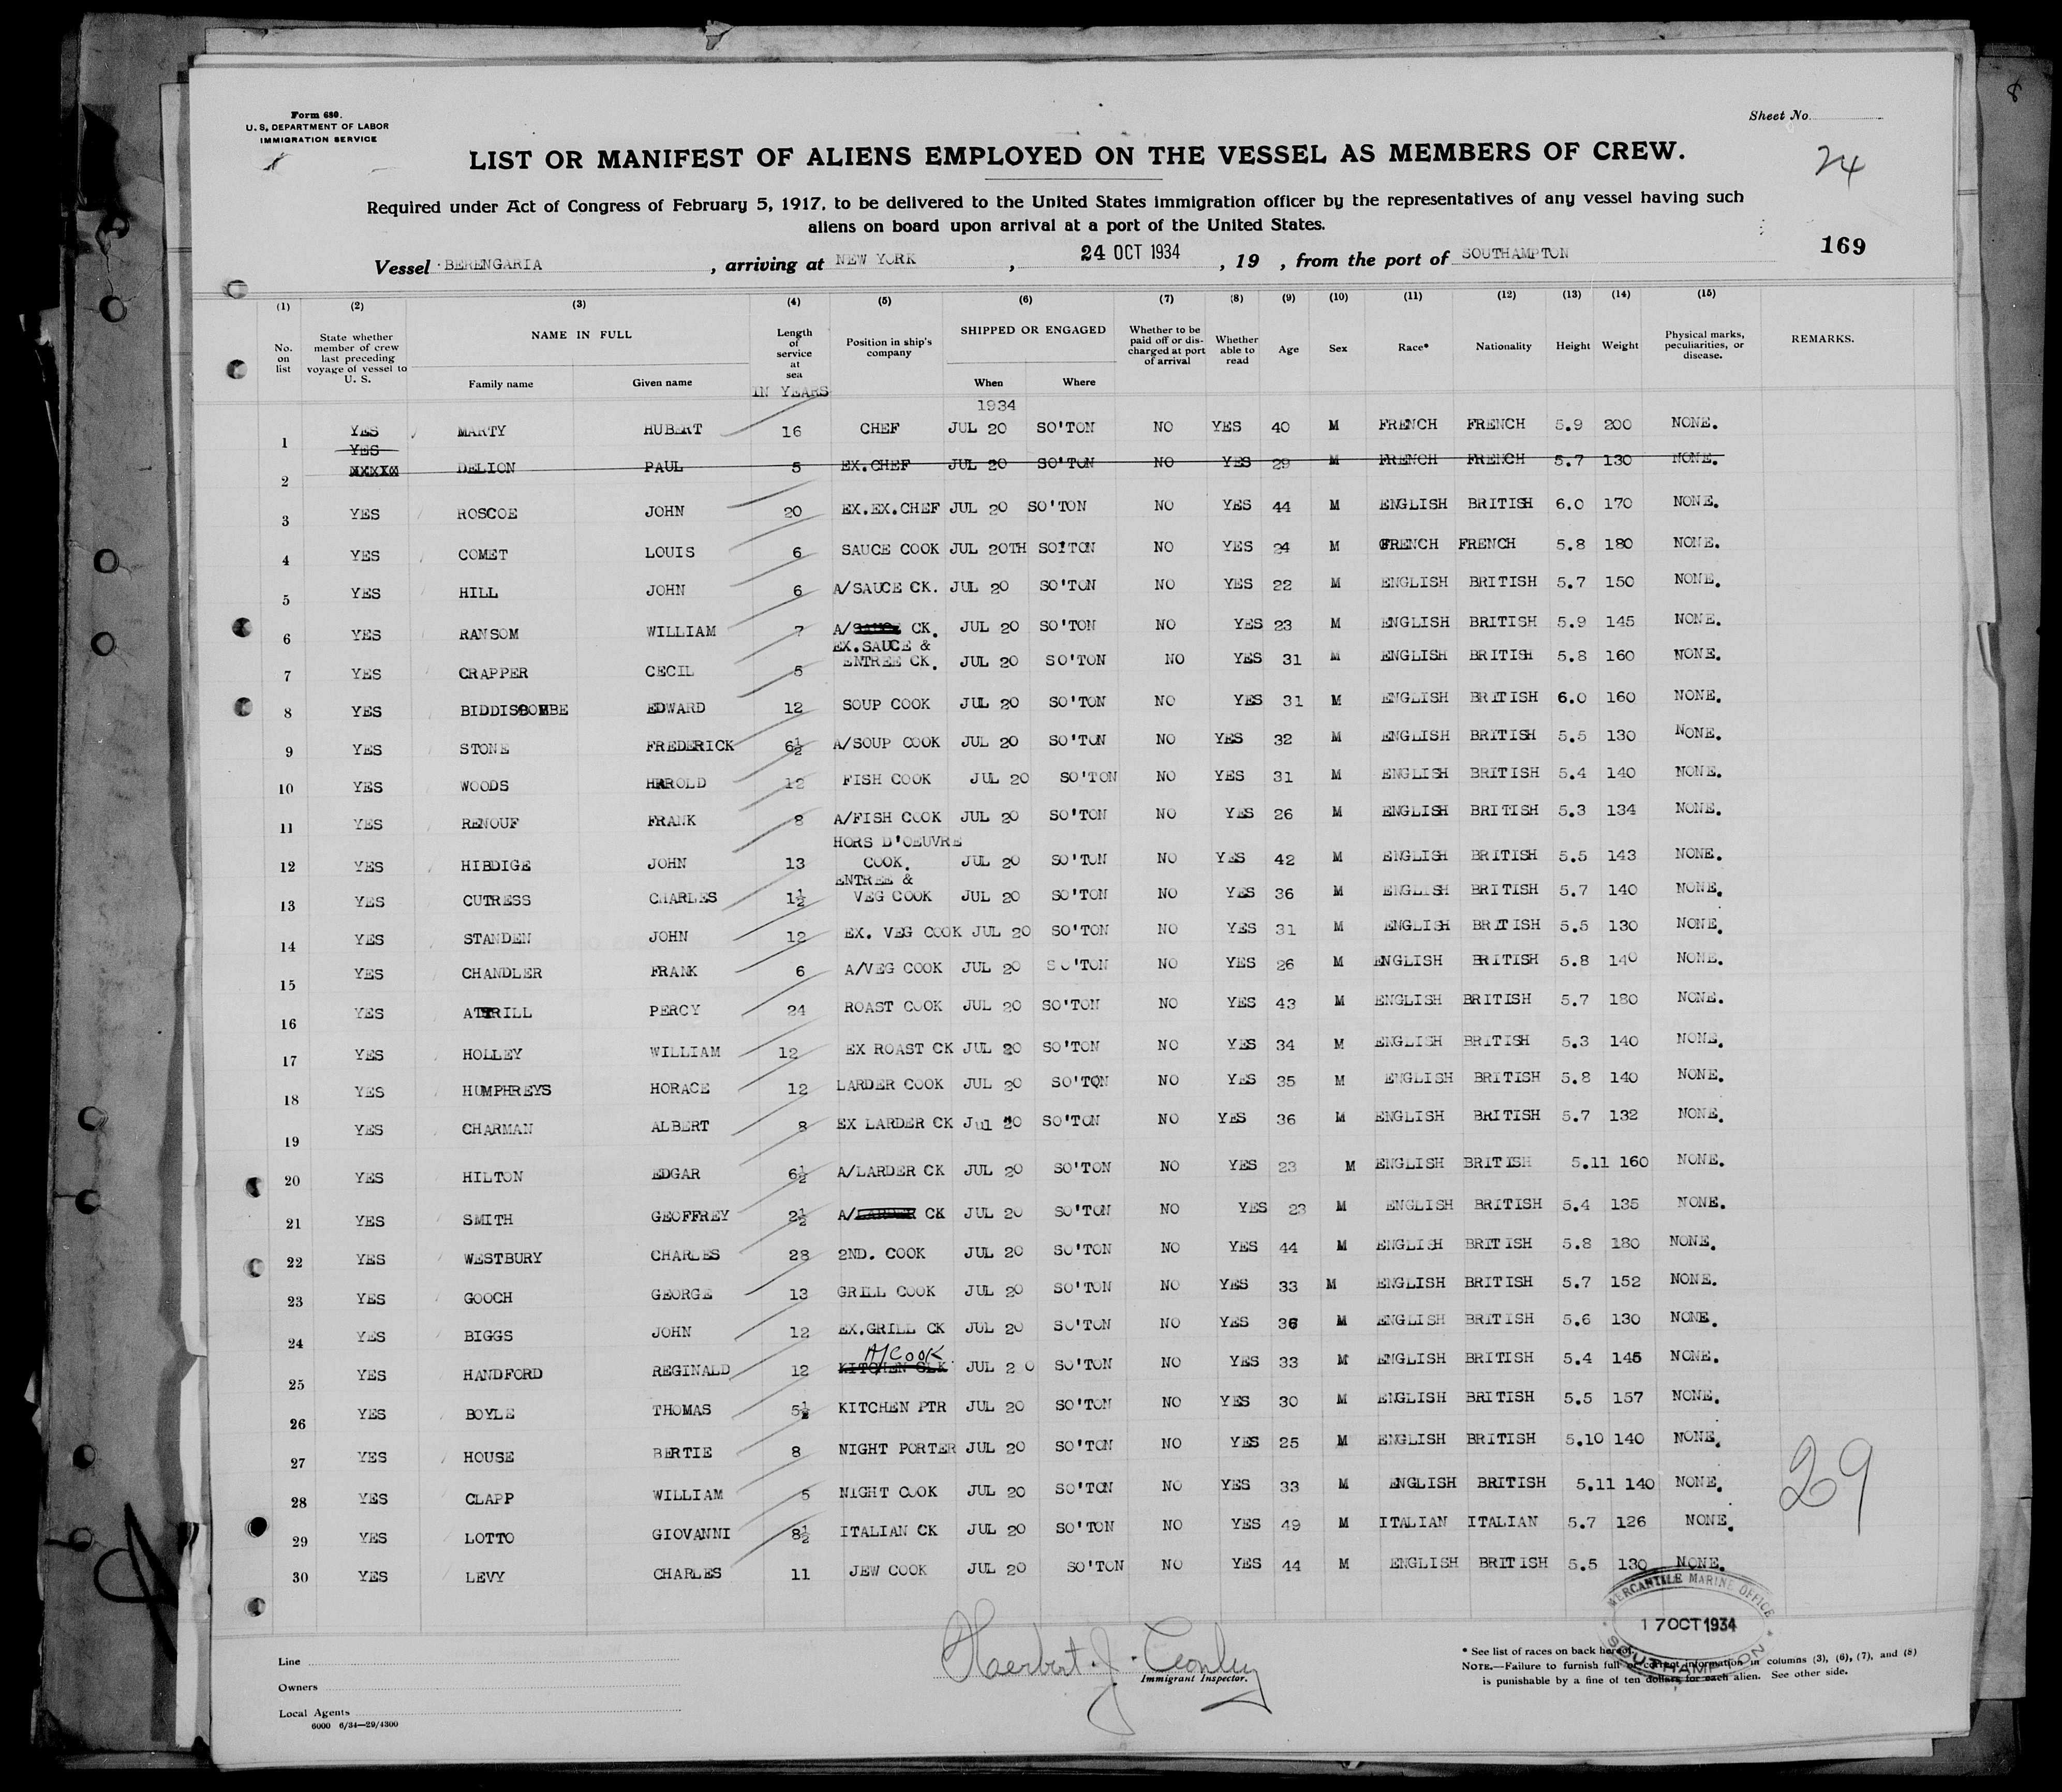 8
Form 680.
U. S. DEPARTMENT OF LABOR
IMMIGRATION SERVICE
Sheet No.
24
LIST OR MANIFEST OF ALIENS EMPLOYED ON THE VESSEL AS MEMBERS OF CREW.
Required under Act of Congress of February 5, 1917, to be delivered to the United States immigration officer by the representatives of any vessel having such
aliens on board upon arrival at a port of the United States.
169
Vessel BERENGARIA, arriving at NEW YORK, 24 OCT 1934, 19 , from the port of SOUTHAMPTON
(1) (2) (3) (4) (5) (6) (7) (8) (9) (10) (11) (12) (13) (14) (15)
No. on list State whether member of crew last preceding voyage of vessel to U. S. NAME IN FULL Family name Given name Length of service at sea IN YEARS Position in ship's company SHIPPED OR ENGAGED When Where Whether to be paid off or discharged at port of arrival Whether able to read Age Sex Race* Nationality Height Weight Physical marks, peculiarities, or disease. REMARKS.
1934
1 YES MARTY HUBERT 16 CHEF JUL 20 SO'TON NO YES 40 M FRENCH FRENCH 5.9 200 NONE.
2 YES DELION PAUL 5 EX.CHEF JUL 20 SO'TON NO YES 29 M FRENCH FRENCH 5.7 130 NONE.
3 YES ROSCOE JOHN 20 EX.EX.CHEF JUL 20 SO'TON NO YES 44 M ENGLISH BRITISH 6.0 170 NONE.
4 YES COMET LOUIS 6 SAUCE COOK JUL 20TH SO'TON NO YES 24 M FRENCH FRENCH 5.8 180 NONE.
5 YES HILL JOHN 6 A/SAUCE CK. JUL 20 SO'TON NO YES 22 M ENGLISH BRITISH 5.7 150 NONE.
6 YES RANSOM WILLIAM 7 A/SAUCE CK. JUL 20 SO'TON NO YES 23 M ENGLISH BRITISH 5.9 145 NONE.
7 YES CRAPPER CECIL 5 EX.SAUCE & ENTREE CK. JUL 20 SO'TON NO YES 31 M ENGLISH BRITISH 5.8 160 NONE.
8 YES BIDDISCOMBE EDWARD 12 SOUP COOK JUL 20 SO'TON NO YES 31 M ENGLISH BRITISH 6.0 160 NONE.
9 YES STONE FREDERICK 6½ A/SOUP COOK JUL 20 SO'TON NO YES 32 M ENGLISH BRITISH 5.5 130 NONE.
10 YES WOODS HAROLD 12 FISH COOK JUL 20 SO'TON NO YES 31 M ENGLISH BRITISH 5.4 140 NONE.
11 YES RENOUF FRANK 8 A/FISH COOK JUL 20 SO'TON NO YES 26 M ENGLISH BRITISH 5.3 134 NONE.
12 YES HIBDIGE JOHN 13 HORS D'OEUVRE COOK. JUL 20 SO'TON NO YES 42 M ENGLISH BRITISH 5.5 143 NONE.
13 YES CUTRESS CHARLES 1½ ENTREE & VEG COOK JUL 20 SO'TON NO YES 36 M ENGLISH BRITISH 5.7 140 NONE.
14 YES STANDEN JOHN 12 EX. VEG COOK JUL 20 SO'TON NO YES 31 M ENGLISH BRITISH 5.5 130 NONE.
15 YES CHANDLER FRANK 6 A/VEG COOK JUL 20 SO'TON NO YES 26 M ENGLISH BRITISH 5.8 140 NONE.
16 YES ATTRILL PERCY 24 ROAST COOK JUL 20 SO'TON NO YES 43 M ENGLISH BRITISH 5.7 180 NONE.
17 YES HOLLEY WILLIAM 12 EX ROAST CK JUL 20 SO'TON NO YES 34 M ENGLISH BRITISH 5.3 140 NONE.
18 YES HUMPHREYS HORACE 12 LARDER COOK JUL 20 SO'TON NO YES 35 M ENGLISH BRITISH 5.8 140 NONE.
19 YES CHARMAN ALBERT 8 EX LARDER CK Jul 20 SO'TON NO YES 36 M ENGLISH BRITISH 5.7 132 NONE.
20 YES HILTON EDGAR 6½ A/LARDER CK JUL 20 SO'TON NO YES 23 M ENGLISH BRITISH 5.11 160 NONE.
21 YES SMITH GEOFFREY 2½ A/LARDER CK JUL 20 SO'TON NO YES 23 M ENGLISH BRITISH 5.4 135 NONE.
22 YES WESTBURY CHARLES 28 2ND. COOK JUL 20 SO'TON NO YES 44 M ENGLISH BRITISH 5.8 180 NONE.
23 YES GOOCH GEORGE 13 GRILL COOK JUL 20 SO'TON NO YES 33 M ENGLISH BRITISH 5.7 152 NONE.
24 YES BIGGS JOHN 12 EX.GRILL CK JUL 20 SO'TON NO YES 36 M ENGLISH BRITISH 5.6 130 NONE.
25 YES HANDFORD REGINALD 12 KITCHEN CLK A/COOK JUL 20 SO'TON NO YES 33 M ENGLISH BRITISH 5.4 145 NONE.
26 YES BOYLE THOMAS 5½ KITCHEN PTR JUL 20 SO'TON NO YES 30 M ENGLISH BRITISH 5.5 157 NONE.
27 YES HOUSE BERTIE 8 NIGHT PORTER JUL 20 SO'TON NO YES 25 M ENGLISH BRITISH 5.10 140 NONE.
28 YES CLAPP WILLIAM 5 NIGHT COOK JUL 20 SO'TON NO YES 33 M ENGLISH BRITISH 5.11 140 NONE.
29 YES LOTTO GIOVANNI 8½ ITALIAN CK JUL 20 SO'TON NO YES 49 M ITALIAN ITALIAN 5.7 126 NONE.
30 YES LEVY CHARLES 11 JEW COOK JUL 20 SO'TON NO YES 44 M ENGLISH BRITISH 5.5 130 NONE.
29
MERCANTILE MARINE OFFICE
17 OCT 1934
SOUTHAMPTON
Line
Owners
Local Agents
6000 6/34—29/4300
Herbert J. Conley
Immigrant Inspector.
* See list of races on back hereof.
NOTE.—Failure to furnish full or correct information in columns (3), (6), (7), and (8)
is punishable by a fine of ten dollars for each alien. See other side.